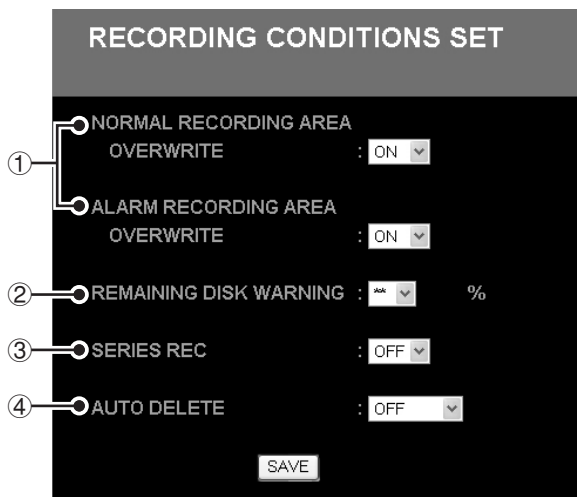 RECORDING CONDITIONS SET
① NORMAL RECORDING AREA
OVERWRITE : ON
ALARM RECORDING AREA
OVERWRITE : ON
② REMAINING DISK WARNING : ** %
③ SERIES REC : OFF
④ AUTO DELETE : OFF
SAVE